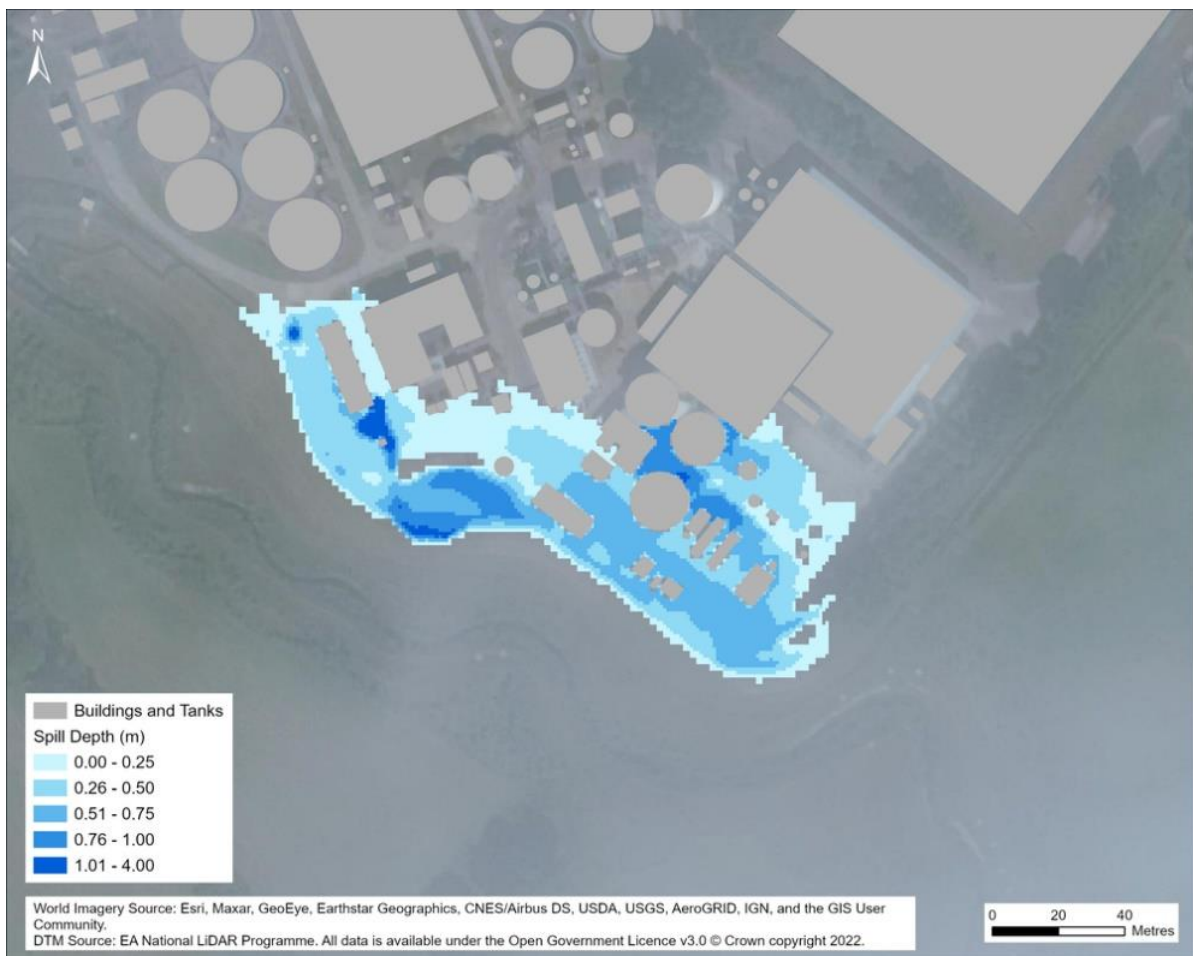 N
Buildings and Tanks
Spill Depth (m)
0.00 - 0.25
0.26 - 0.50
0.51 - 0.75
0.76 - 1.00
1.01 - 4.00
World Imagery Source: Esri, Maxar, GeoEye, Earthstar Geographics, CNES/Airbus DS, USDA, USGS, AeroGRID, IGN, and the GIS User
Community.
DTM Source: EA National LiDAR Programme. All data is available under the Open Government Licence v3.0 © Crown copyright 2022.
0 20 40
Metres